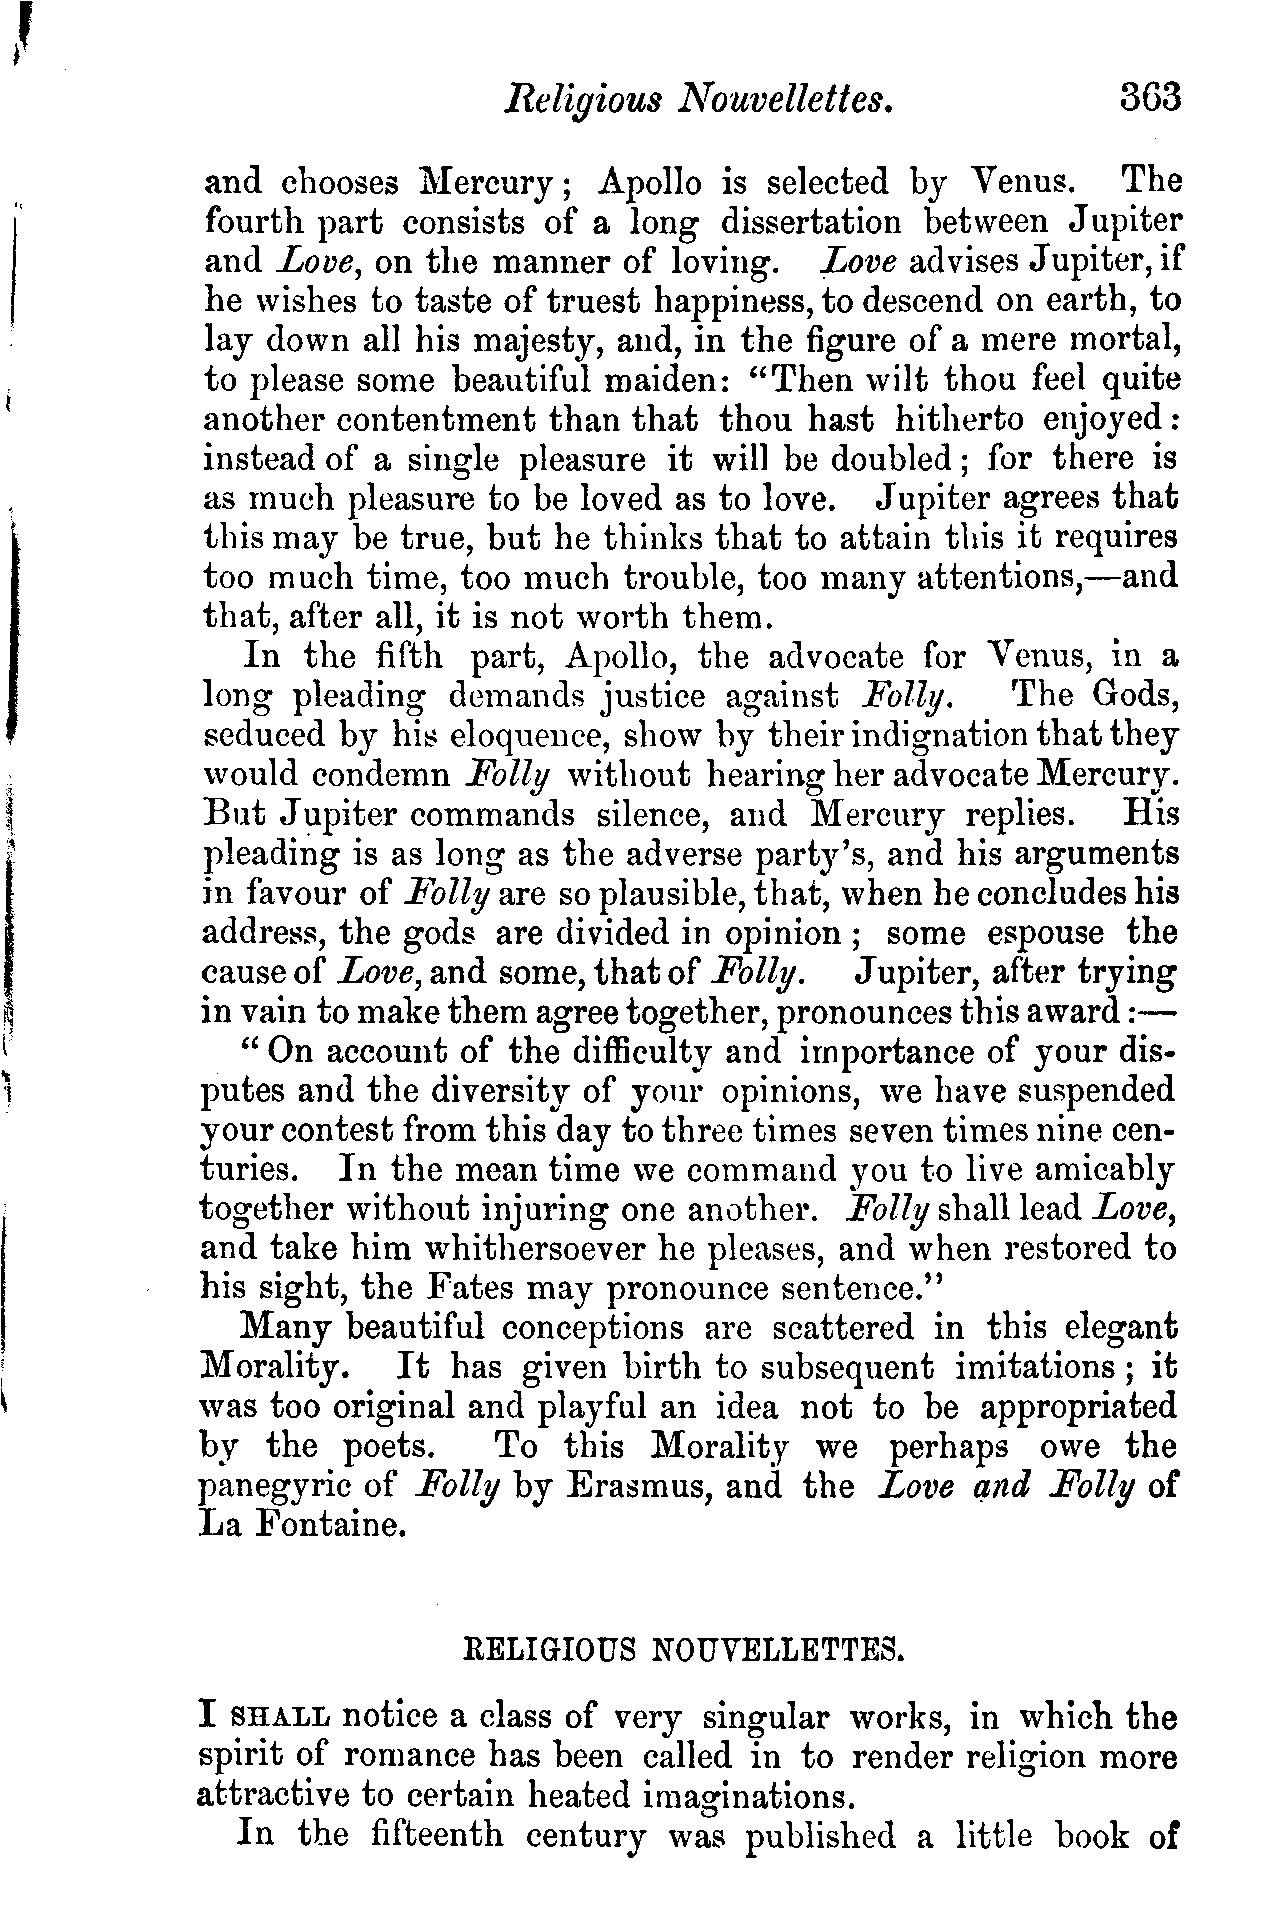 Religious Nouvellettes. 363
and chooses Mercury; Apollo is selected by Venus. The
fourth part consists of a long dissertation between Jupiter
and Love, on the manner of loving. Love advises Jupiter, if
he wishes to taste of truest happiness, to descend on earth, to
lay down all his majesty, and, in the figure of a mere mortal,
to please some beautiful maiden: "Then wilt thou feel quite
another contentment than that thou hast hitherto enjoyed:
instead of a single pleasure it will be doubled; for there is
as much pleasure to be loved as to love. Jupiter agrees that
this may be true, but he thinks that to attain this it requires
too much time, too much trouble, too many attentions,—and
that, after all, it is not worth them.
In the fifth part, Apollo, the advocate for Venus, in a
long pleading demands justice against Folly. The Gods,
seduced by his eloquence, show by their indignation that they
would condemn Folly without hearing her advocate Mercury.
But Jupiter commands silence, and Mercury replies. His
pleading is as long as the adverse party's, and his arguments
in favour of Folly are so plausible, that, when he concludes his
address, the gods are divided in opinion; some espouse the
cause of Love, and some, that of Folly. Jupiter, after trying
in vain to make them agree together, pronounces this award:—
"On account of the difficulty and importance of your dis-
putes and the diversity of your opinions, we have suspended
your contest from this day to three times seven times nine cen-
turies. In the mean time we command you to live amicably
together without injuring one another. Folly shall lead Love,
and take him whithersoever he pleases, and when restored to
his sight, the Fates may pronounce sentence."
Many beautiful conceptions are scattered in this elegant
Morality. It has given birth to subsequent imitations; it
was too original and playful an idea not to be appropriated
by the poets. To this Morality we perhaps owe the
panegyric of Folly by Erasmus, and the Love and Folly of
La Fontaine.
RELIGIOUS NOUVELLETTES.
I SHALL notice a class of very singular works, in which the
spirit of romance has been called in to render religion more
attractive to certain heated imaginations.
In the fifteenth century was published a little book of